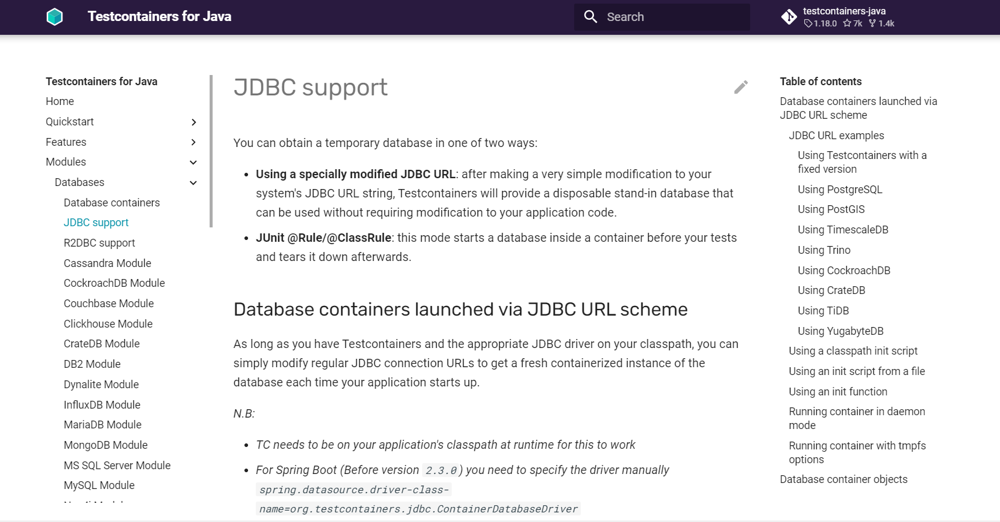 Testcontainers for Java
Search
testcontainers-java
1.18.0 7k 1.4k
Testcontainers for Java
Home
Quickstart
Features
Modules
Databases
Database containers
JDBC support
R2DBC support
Cassandra Module
CockroachDB Module
Couchbase Module
Clickhouse Module
CrateDB Module
DB2 Module
Dynalite Module
InfluxDB Module
MariaDB Module
MongoDB Module
MS SQL Server Module
MySQL Module
JDBC support
You can obtain a temporary database in one of two ways:
• Using a specially modified JDBC URL: after making a very simple modification to your
system's JDBC URL string, Testcontainers will provide a disposable stand-in database that
can be used without requiring modification to your application code.
• JUnit @Rule/@ClassRule: this mode starts a database inside a container before your tests
and tears it down afterwards.
Database containers launched via JDBC URL scheme
As long as you have Testcontainers and the appropriate JDBC driver on your classpath, you can
simply modify regular JDBC connection URLs to get a fresh containerized instance of the
database each time your application starts up.
N.B:
• TC needs to be on your application's classpath at runtime for this to work
• For Spring Boot (Before version 2.3.0) you need to specify the driver manually
spring.datasource.driver-class-
name=org.testcontainers.jdbc.ContainerDatabaseDriver
Table of contents
Database containers launched via
JDBC URL scheme
JDBC URL examples
Using Testcontainers with a
fixed version
Using PostgreSQL
Using PostGIS
Using TimescaleDB
Using Trino
Using CockroachDB
Using CrateDB
Using TiDB
Using YugabyteDB
Using a classpath init script
Using an init script from a file
Using an init function
Running container in daemon
mode
Running container with tmpfs
options
Database container objects